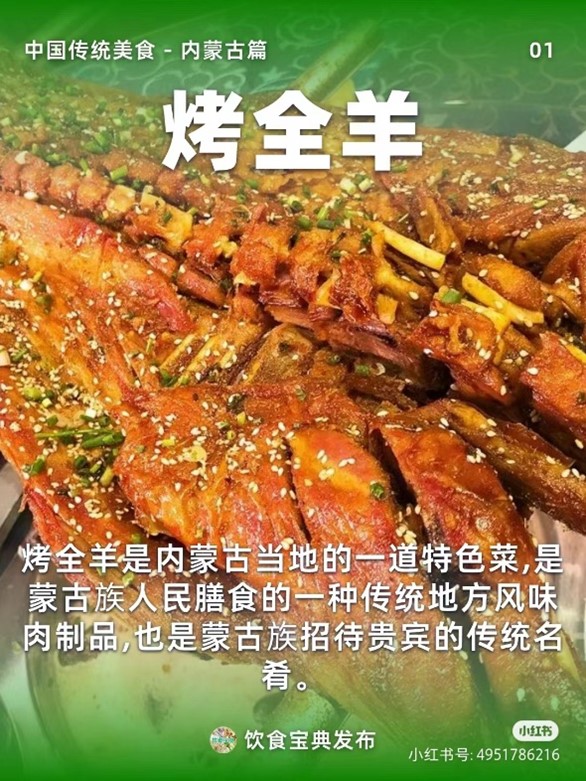 中国传统美食 - 内蒙古篇
01
烤全羊
烤全羊是内蒙古当地的一道特色菜,是
蒙古族人民膳食的一种传统地方风味
肉制品,也是蒙古族招待贵宾的传统名
肴。
饮食宝典发布
小红书
小红书号: 4951786216